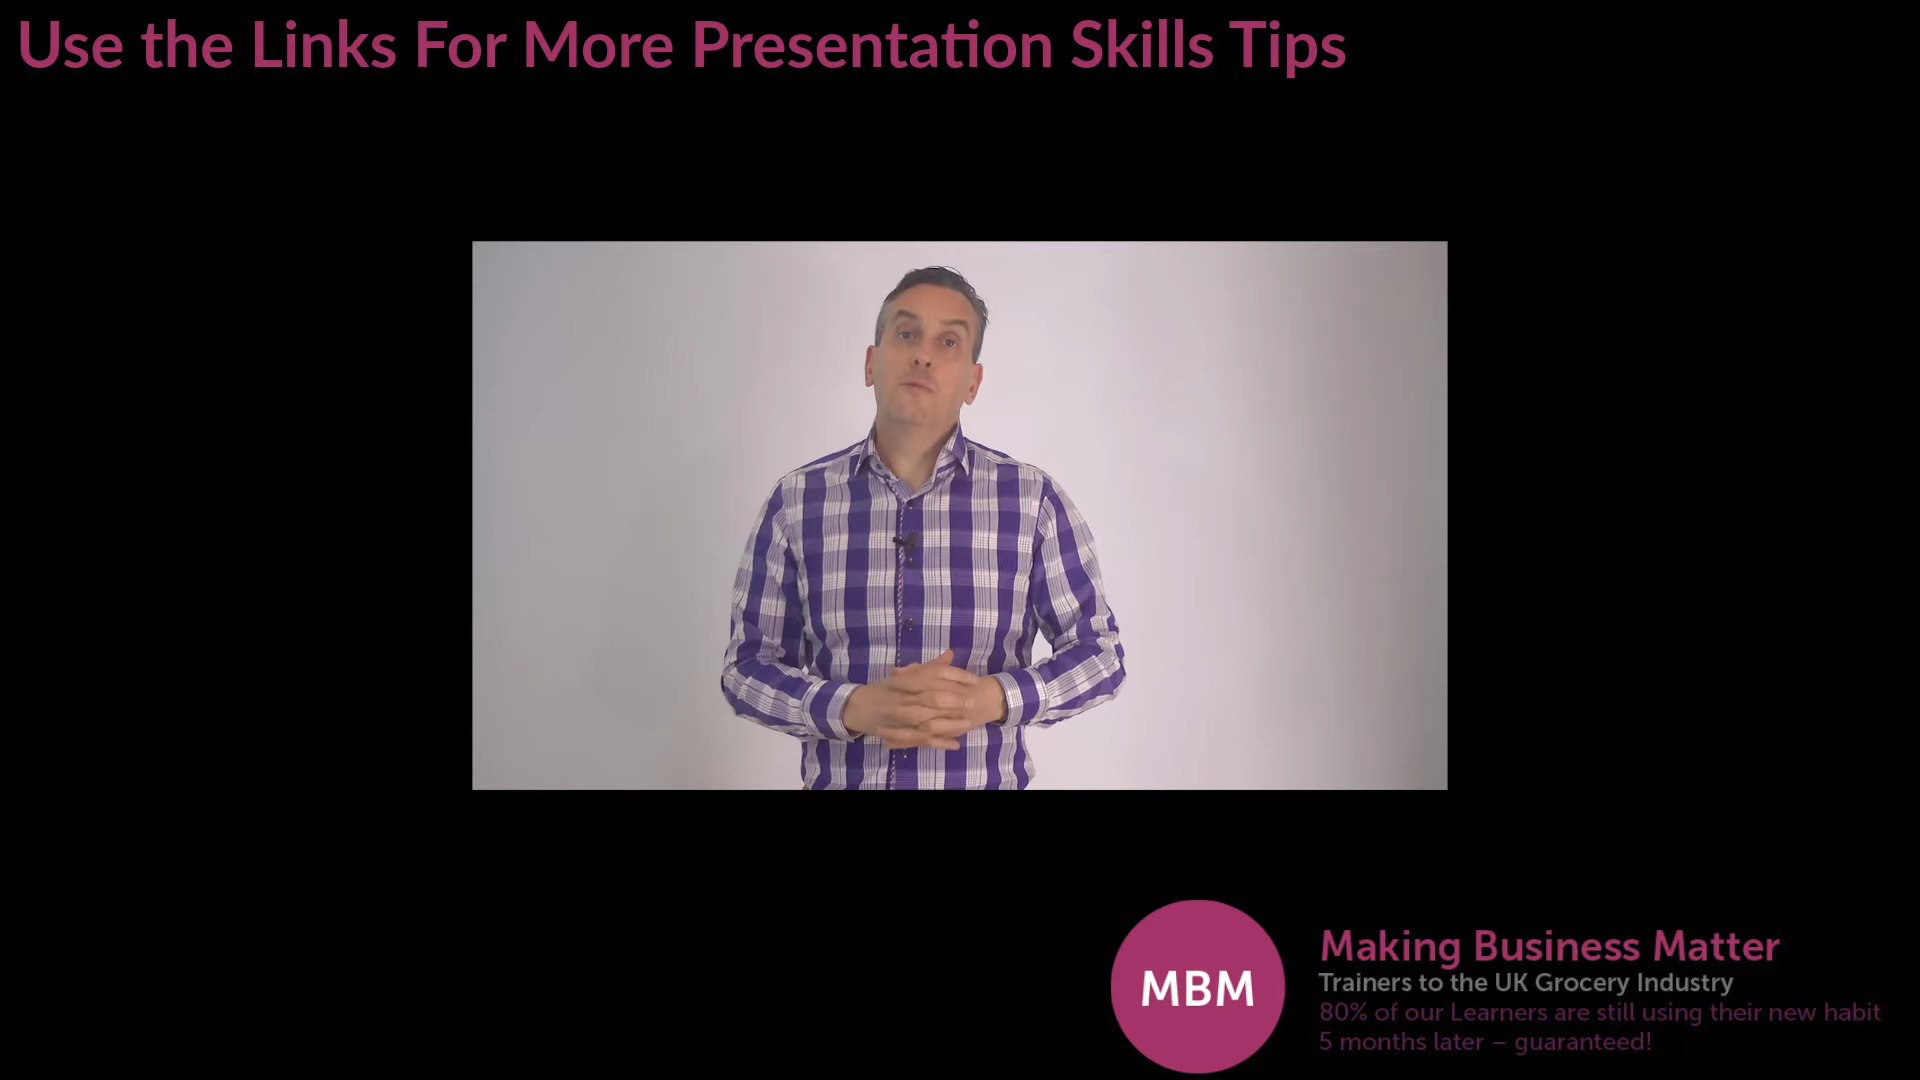 Use the Links For More Presentation Skills Tips
MBM
Making Business Matter
Trainers to the UK Grocery Industry
80% of our Learners are still using their new habit
5 months later – guaranteed!